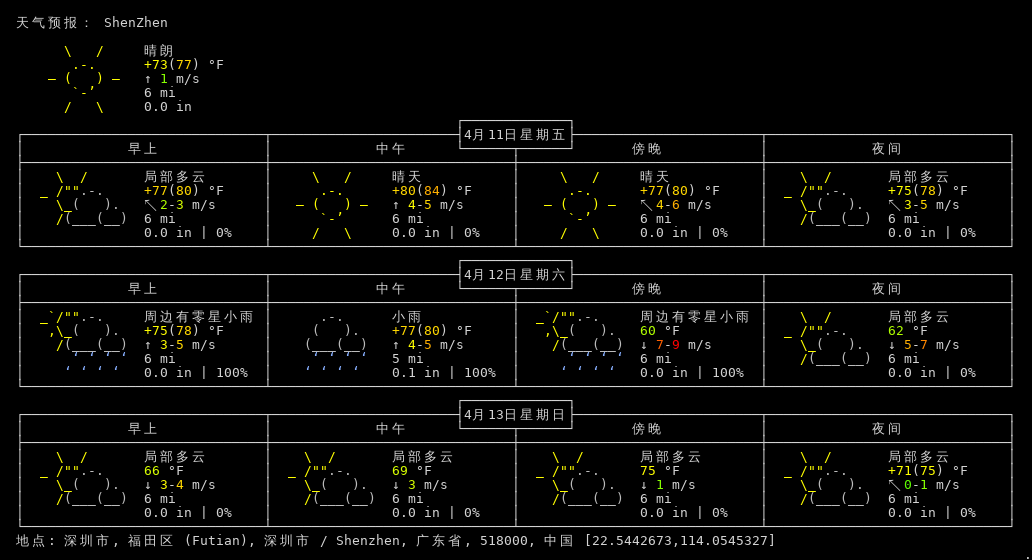 天气预报： ShenZhen
晴朗
+73(77) °F
↑ 1 m/s
6 mi
0.0 in
4月11日星期五
早上 中午 傍晚 夜间
局部多云 晴天 晴天 局部多云
+77(80) °F +80(84) °F +77(80) °F +75(78) °F
↖ 2-3 m/s ↑ 4-5 m/s ↖ 4-6 m/s ↖ 3-5 m/s
6 mi 6 mi 6 mi 6 mi
0.0 in | 0% 0.0 in | 0% 0.0 in | 0% 0.0 in | 0%
4月12日星期六
早上 中午 傍晚 夜间
周边有零星小雨 小雨 周边有零星小雨 局部多云
+75(78) °F +77(80) °F 60 °F 62 °F
↑ 3-5 m/s ↑ 4-5 m/s ↓ 7-9 m/s ↓ 5-7 m/s
6 mi 5 mi 6 mi 6 mi
0.0 in | 100% 0.1 in | 100% 0.0 in | 100% 0.0 in | 0%
4月13日星期日
早上 中午 傍晚 夜间
局部多云 局部多云 局部多云 局部多云
66 °F 69 °F 75 °F +71(75) °F
↓ 3-4 m/s ↓ 3 m/s ↓ 1 m/s ↖ 0-1 m/s
6 mi 6 mi 6 mi 6 mi
0.0 in | 0% 0.0 in | 0% 0.0 in | 0% 0.0 in | 0%
地点: 深圳市, 福田区 (Futian), 深圳市 / Shenzhen, 广东省, 518000, 中国 [22.5442673,114.0545327]